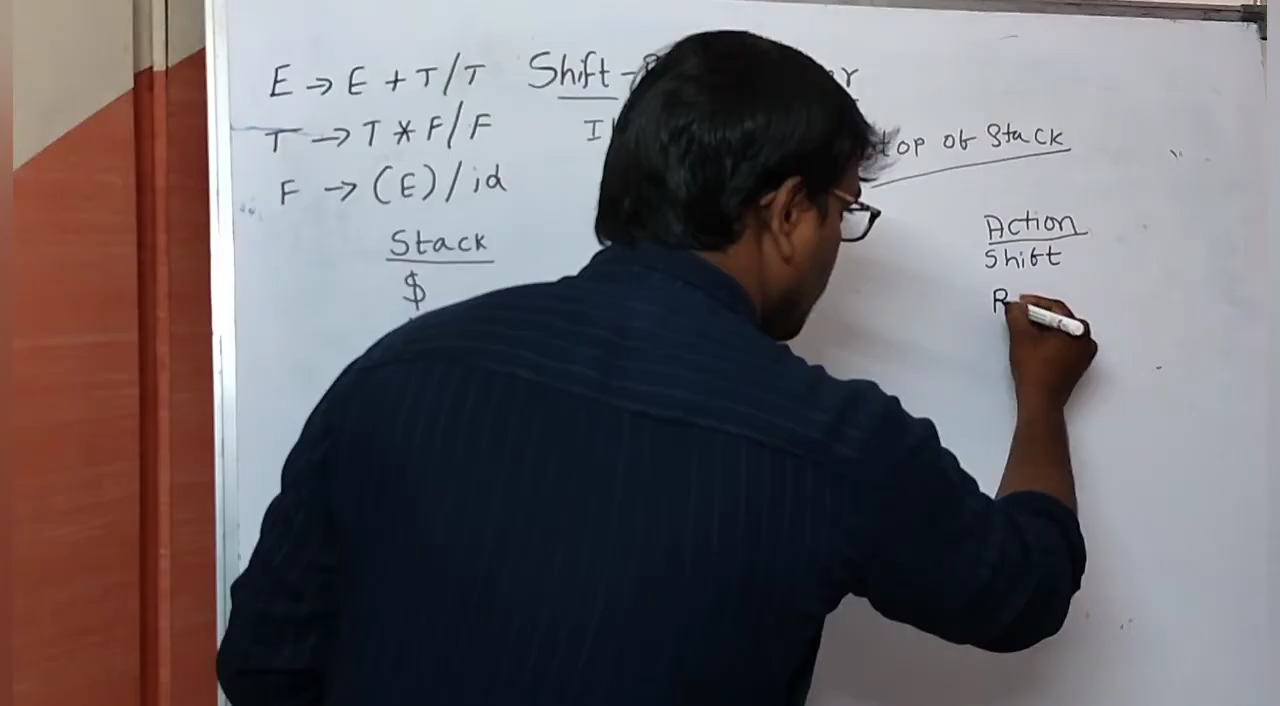 E → E + T / T Shift -
T → T * F / F
top of Stack
F → (E) / id
Action
Stack
Shift
$
R